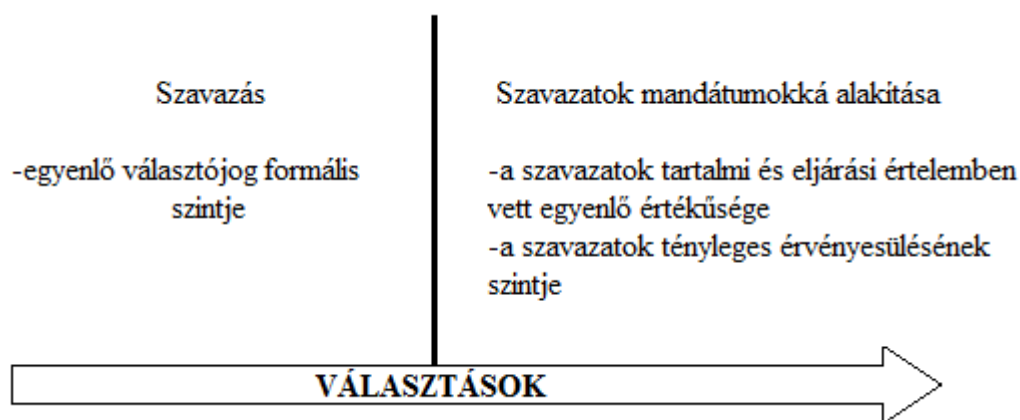 Szavazás
-egyenlő választójog formális
szintje
Szavazatok mandátumokká alakítása
-a szavazatok tartalmi és eljárási értelemben
vett egyenlő értékűsége
-a szavazatok tényleges érvényesülésének
szintje
VÁLASZTÁSOK